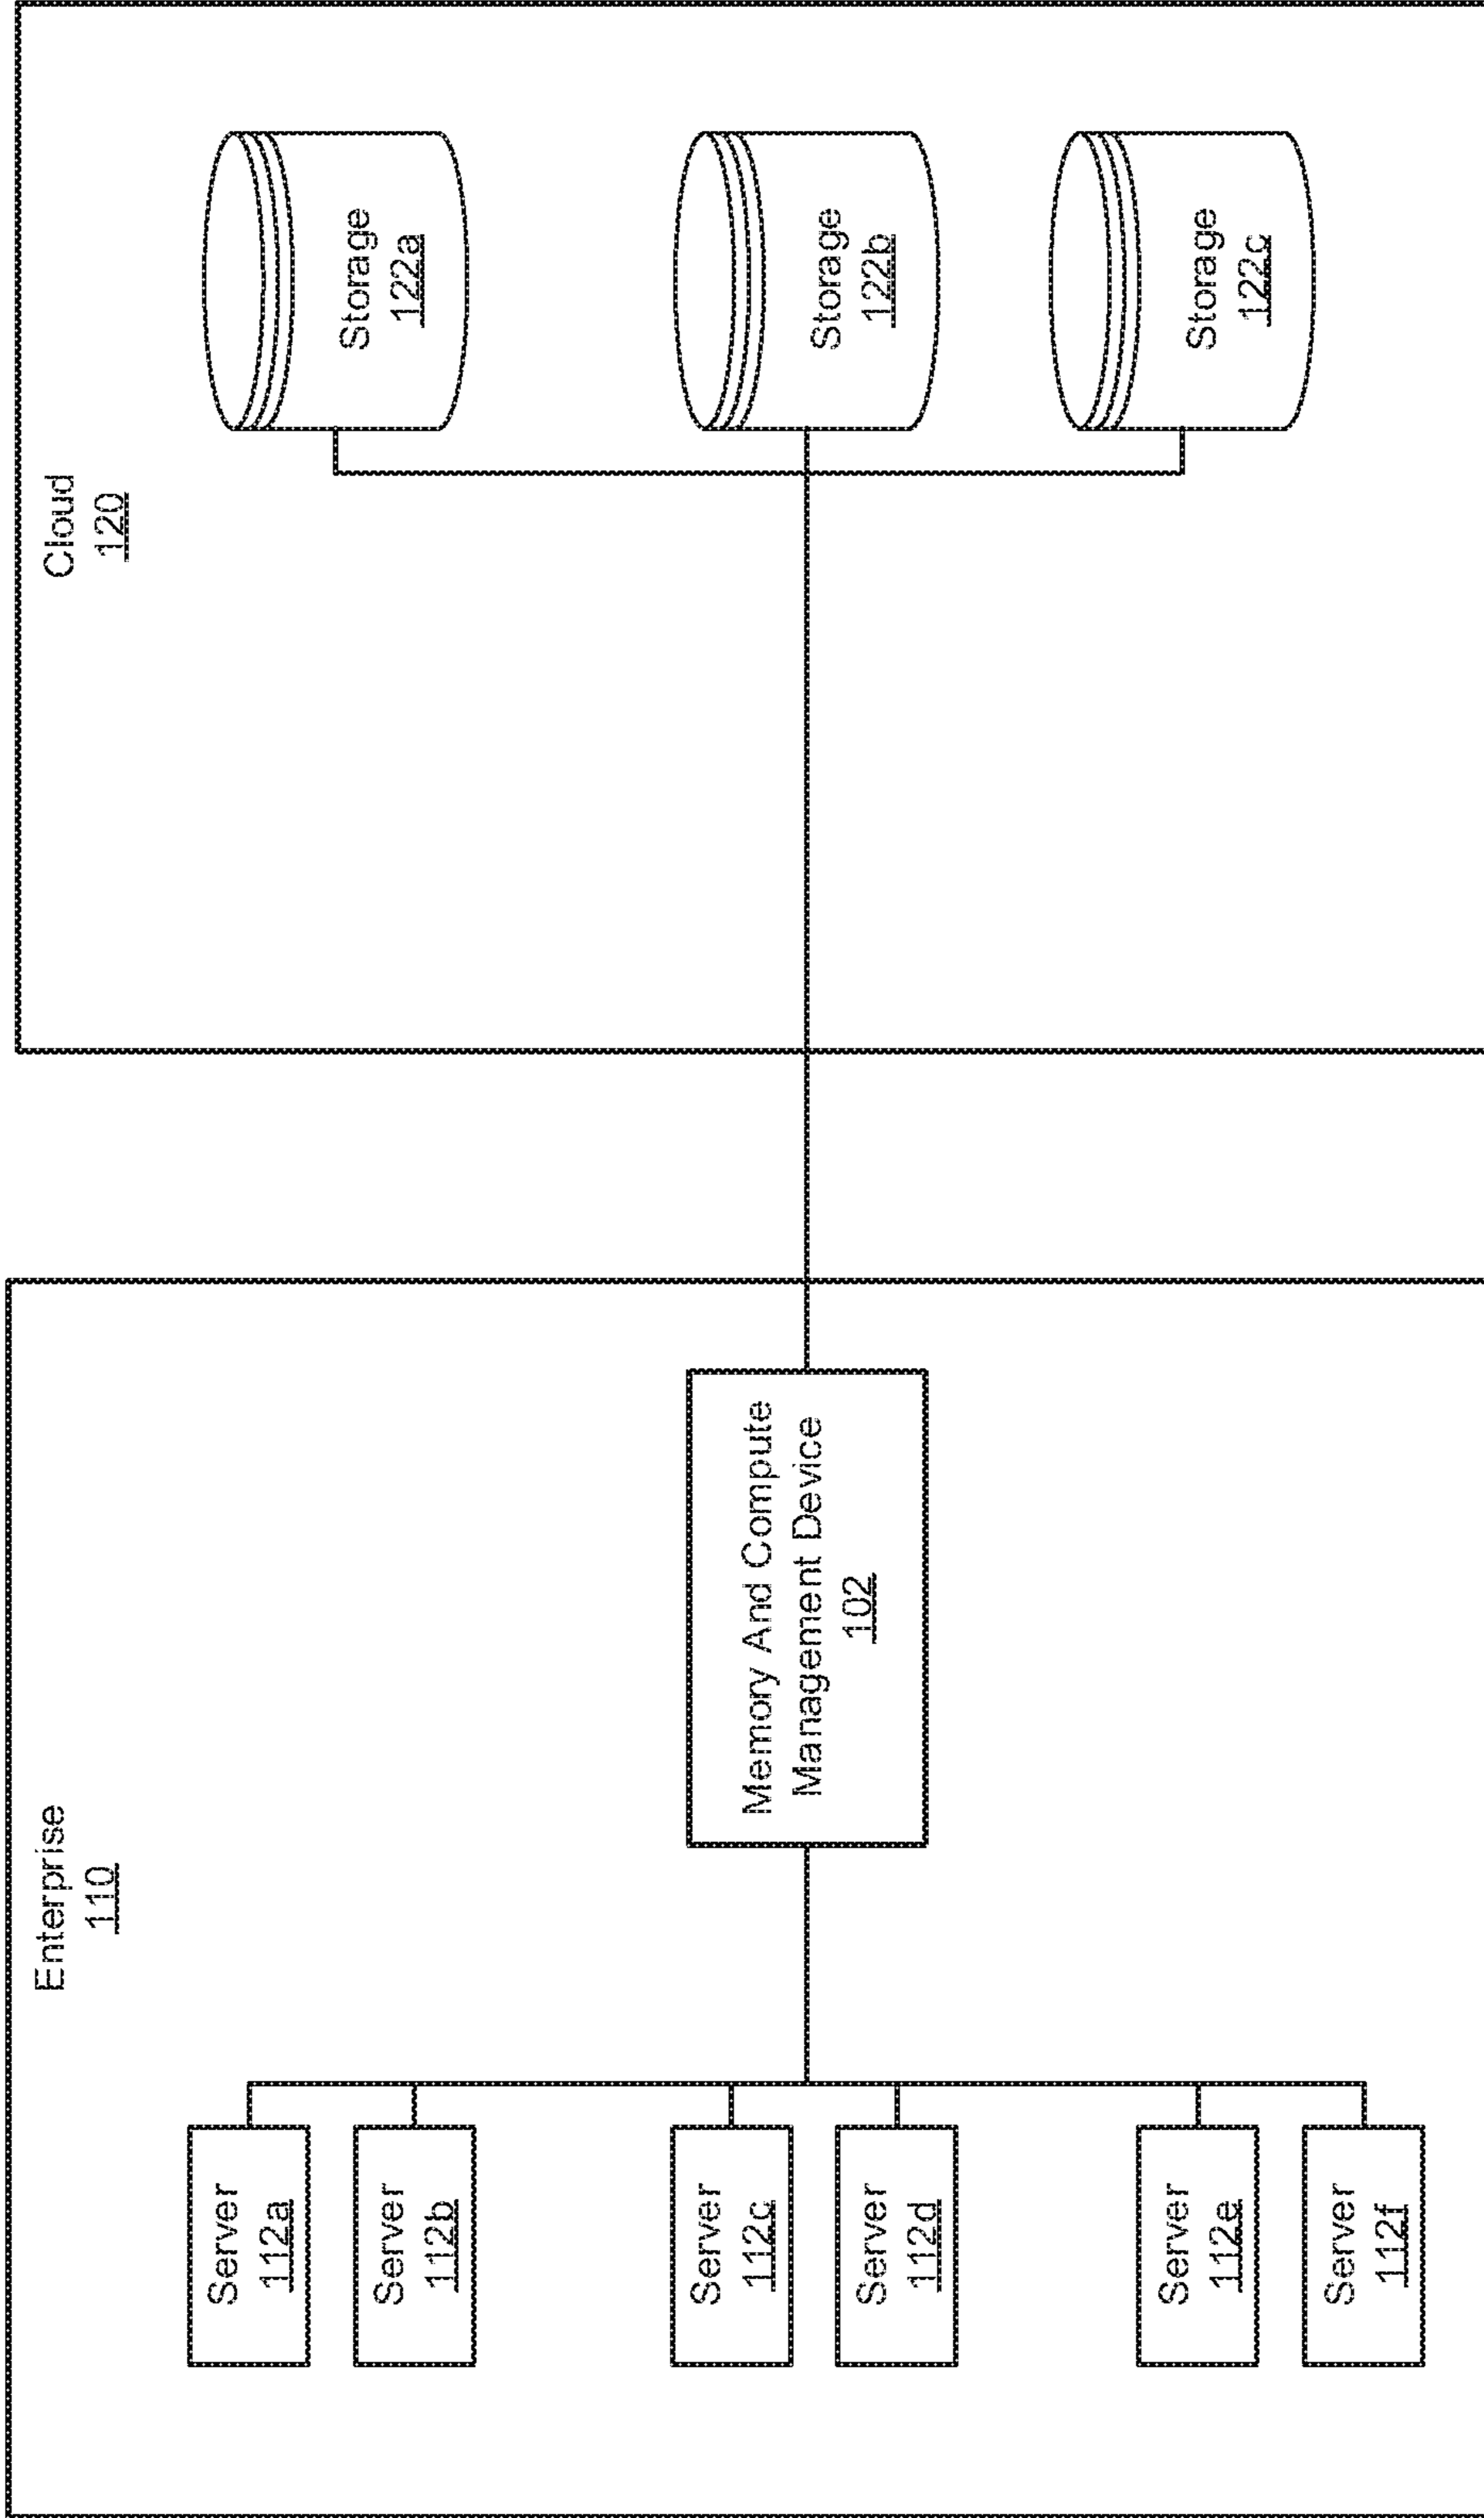 Enterprise
110
Server
112a
Server
112b
Server
112c
Server
112d
Server
112e
Server
112f
Memory And Compute
Management Device
102
Cloud
120
Storage
122a
Storage
122b
Storage
122c